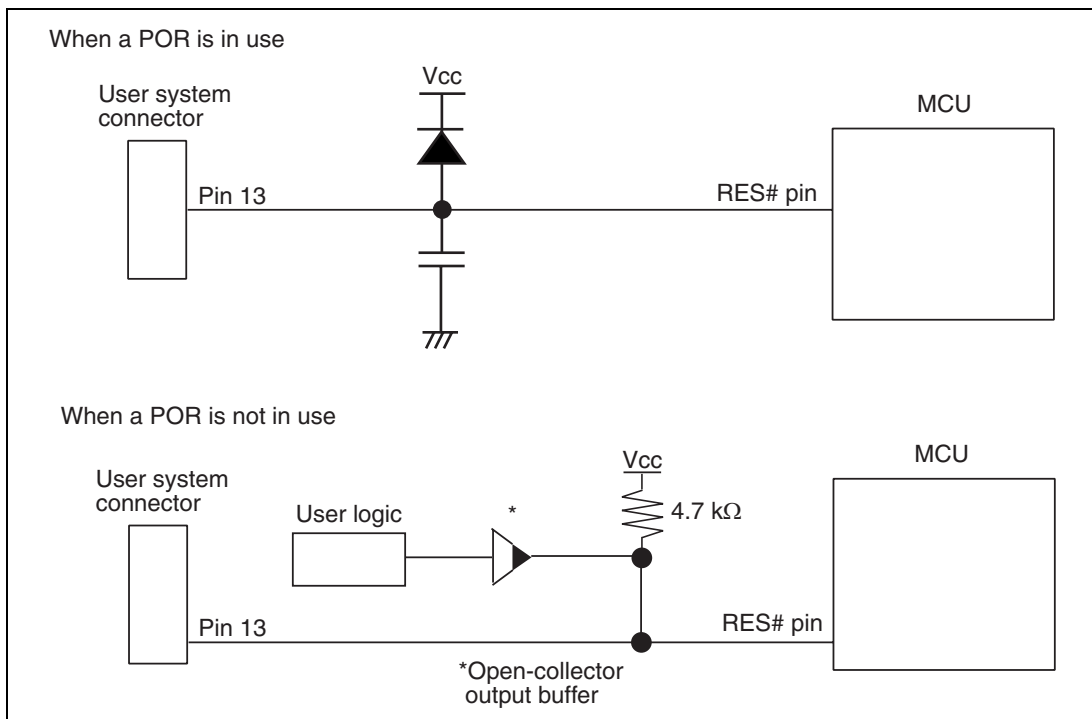 When a POR is in use
Vcc
User system
connector
MCU
Pin 13
RES# pin
When a POR is not in use
User system
connector
Vcc
MCU
User logic
*
4.7 kΩ
Pin 13
RES# pin
*Open-collector
output buffer